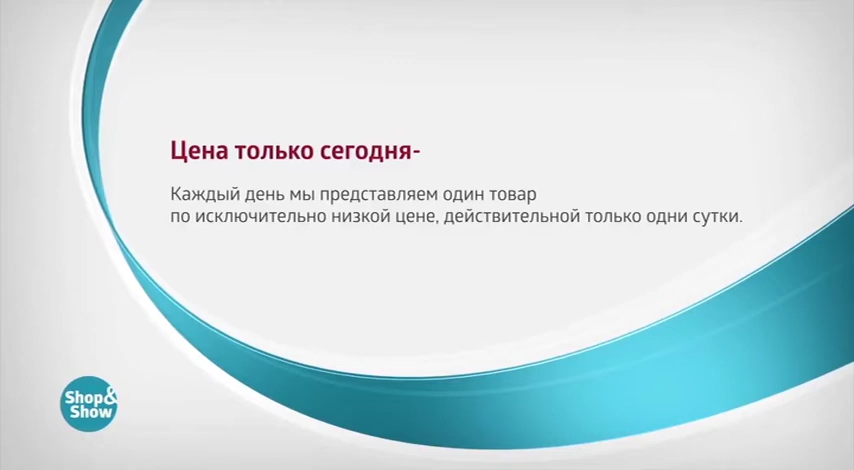 Цена только сегодня-
Каждый день мы представляем один товар
по исключительно низкой цене, действительной только одни сутки.
Shop&
Show